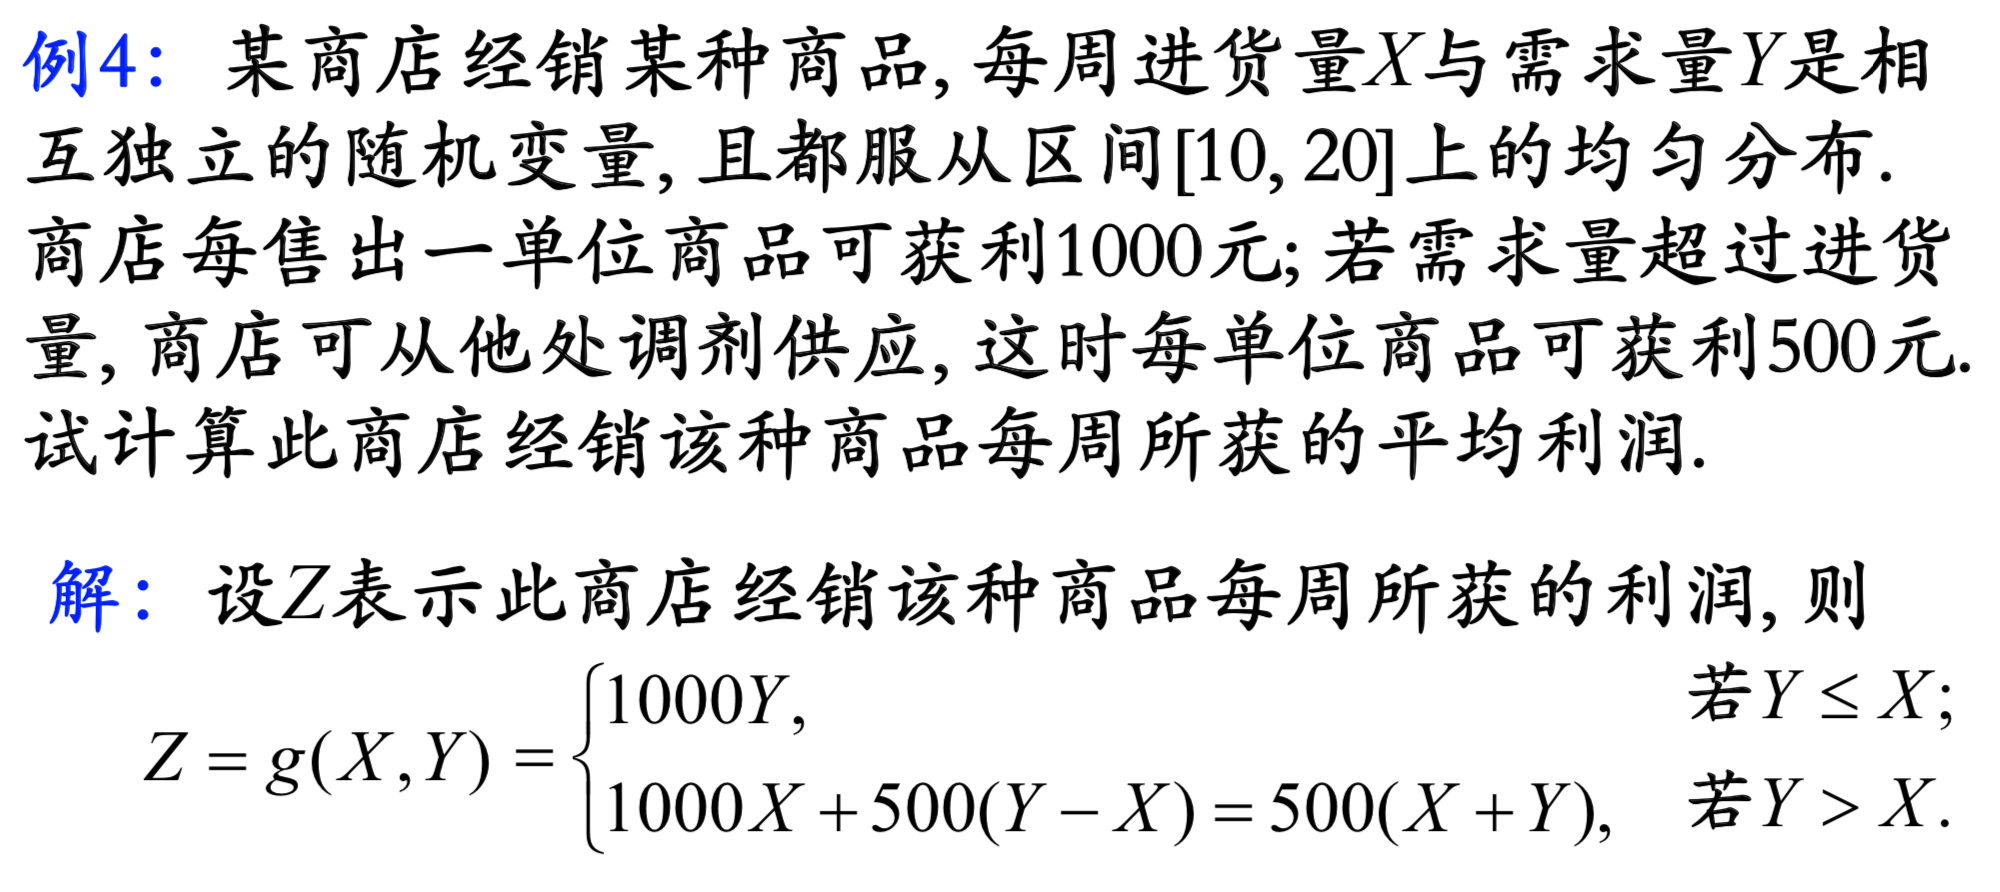 例4: 某商店经销某种商品, 每周进货量X与需求量Y是相
互独立的随机变量, 且都服从区间[10, 20]上的均匀分布.
商店每售出一单位商品可获利1000元; 若需求量超过进货
量, 商店可从他处调剂供应, 这时每单位商品可获利500元.
试计算此商店经销该种商品每周所获的平均利润.
解: 设Z表示此商店经销该种商品每周所获的利润, 则
Z = g(X,Y) = {
1000Y, 若Y ≤ X;
1000X + 500(Y − X) = 500(X + Y), 若Y > X.